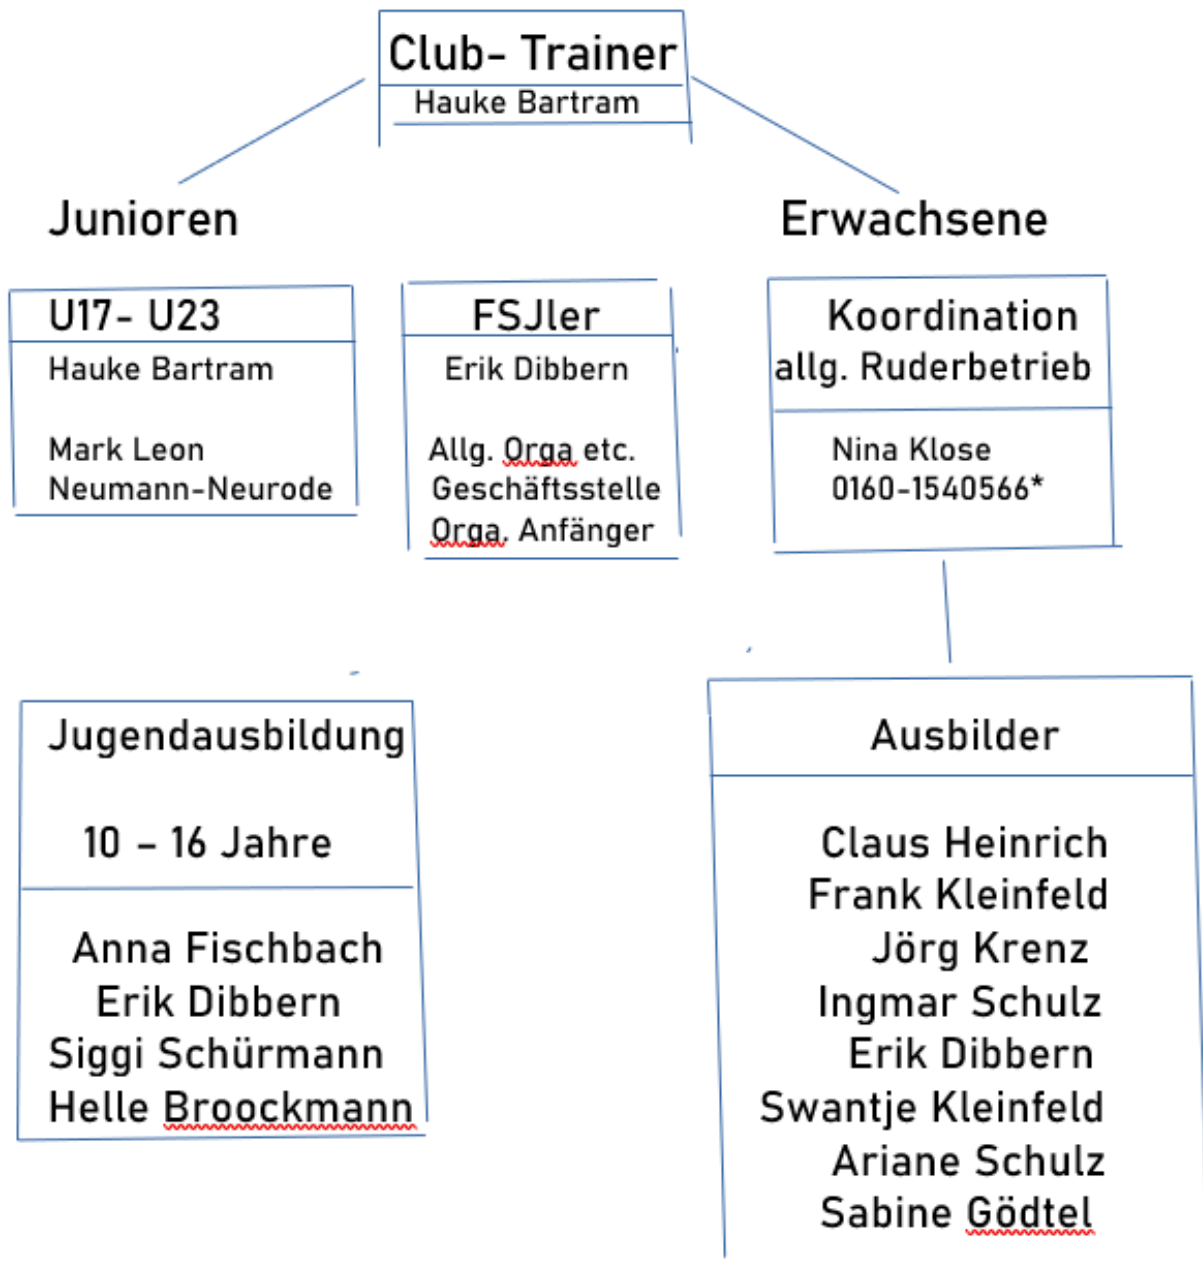 Club- Trainer
Hauke Bartram
Junioren
Erwachsene
U17- U23
Hauke Bartram
Mark Leon
Neumann-Neurode
FSJler
Erik Dibbern
Allg. Orga etc.
Geschäftsstelle
Orga. Anfänger
Koordination
allg. Ruderbetrieb
Nina Klose
0160-1540566*
Jugendausbildung
10 – 16 Jahre
Anna Fischbach
Erik Dibbern
Siggi Schürmann
Helle Broockmann
Ausbilder
Claus Heinrich
Frank Kleinfeld
Jörg Krenz
Ingmar Schulz
Erik Dibbern
Swantje Kleinfeld
Ariane Schulz
Sabine Gödtel